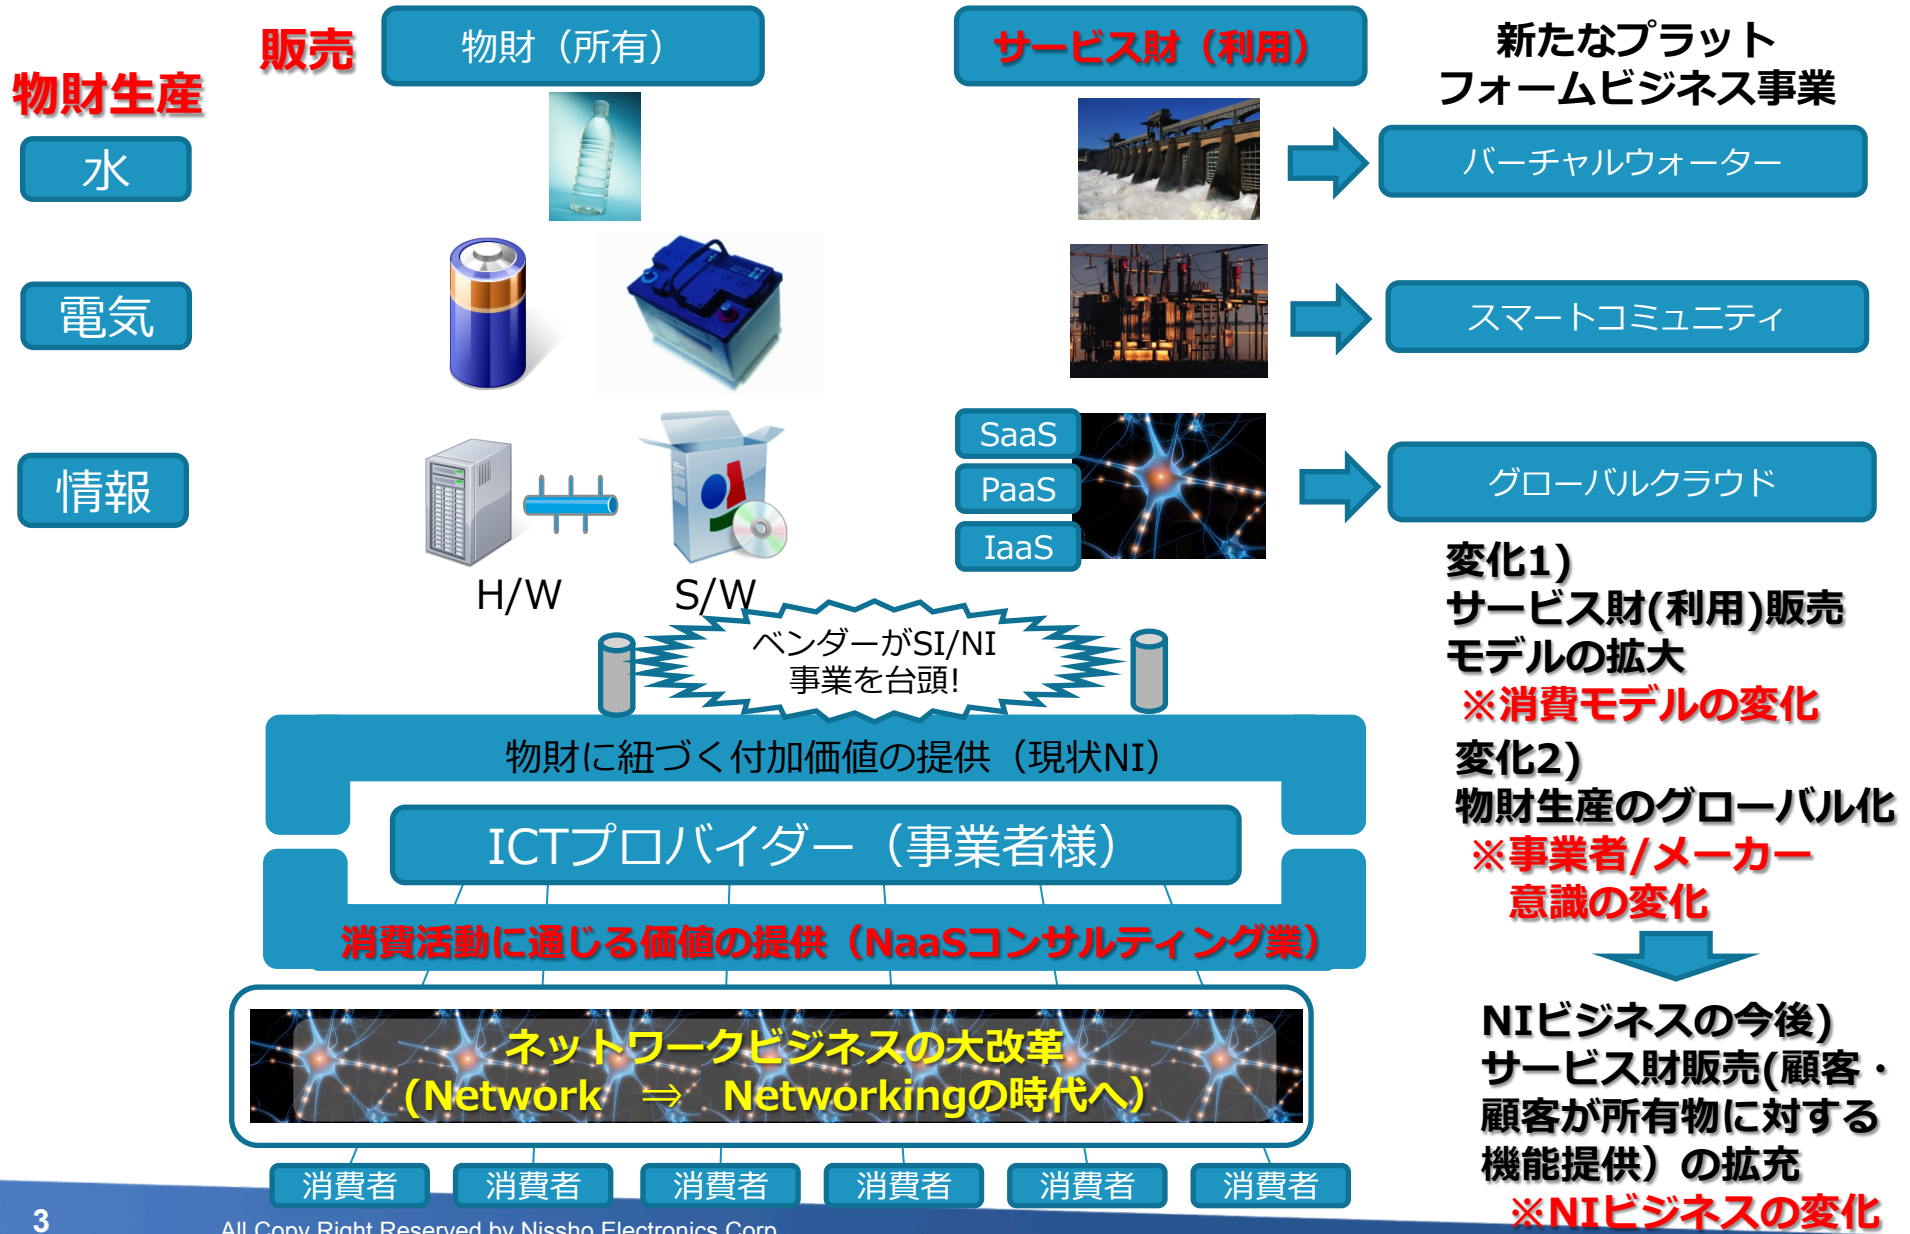 物財生産
販売
物財（所有）
サービス財（利用）
新たなプラット
フォームビジネス事業
水
バーチャルウォーター
電気
スマートコミュニティ
情報
SaaS
PaaS
IaaS
グローバルクラウド
H/W
S/W
ベンダーがSI/NI
事業を台頭!
物財に紐づく付加価値の提供（現状NI）
ICTプロバイダー（事業者様）
消費活動に通じる価値の提供（NaaSコンサルティング業）
ネットワークビジネスの大改革
(Network ⇒ Networkingの時代へ）
消費者
消費者
消費者
消費者
消費者
消費者
変化1)
サービス財(利用)販売
モデルの拡大
※消費モデルの変化
変化2)
物財生産のグローバル化
※事業者/メーカー
意識の変化
NIビジネスの今後)
サービス財販売(顧客・
顧客が所有物に対する
機能提供）の拡充
※NIビジネスの変化
3
All Copy Right Reserved by Nissho Electronics Corp